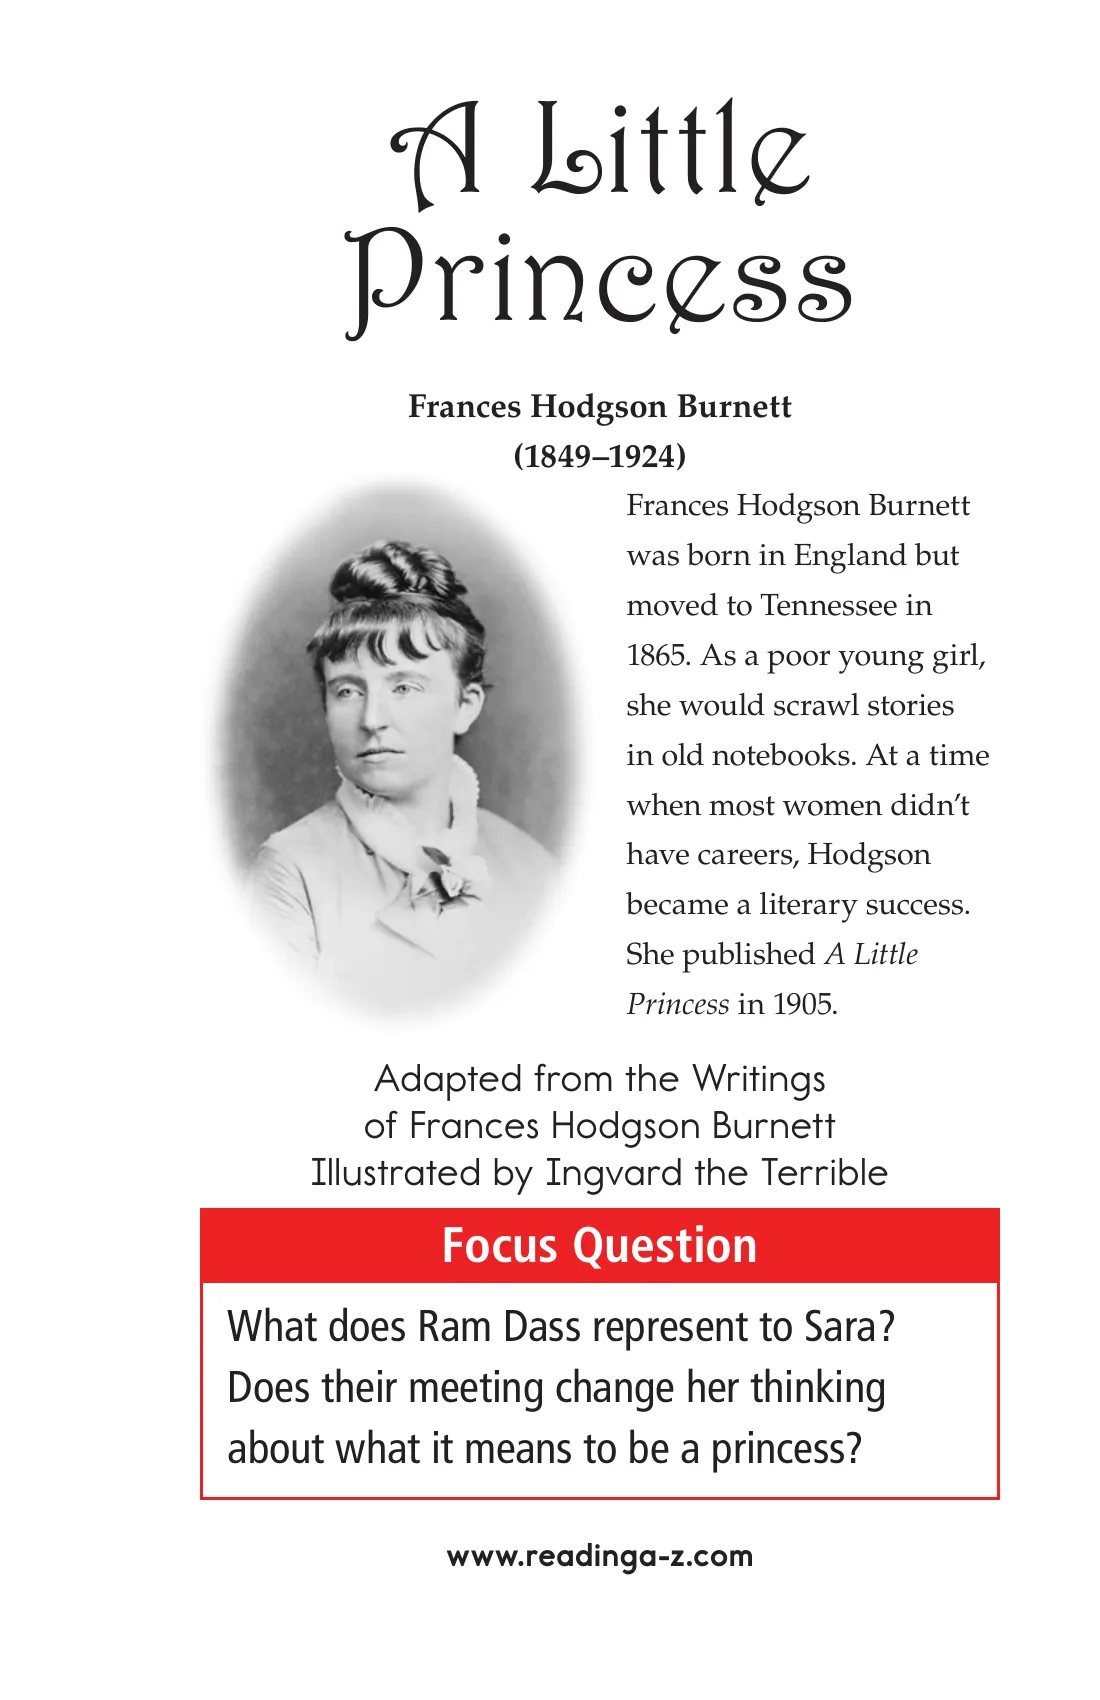 A Little
Princess
Frances Hodgson Burnett
(1849–1924)
Frances Hodgson Burnett
was born in England but
moved to Tennessee in
1865. As a poor young girl,
she would scrawl stories
in old notebooks. At a time
when most women didn’t
have careers, Hodgson
became a literary success.
She published A Little
Princess in 1905.
Adapted from the Writings
of Frances Hodgson Burnett
Illustrated by Ingvard the Terrible
Focus Question
What does Ram Dass represent to Sara?
Does their meeting change her thinking
about what it means to be a princess?
www.readinga-z.com